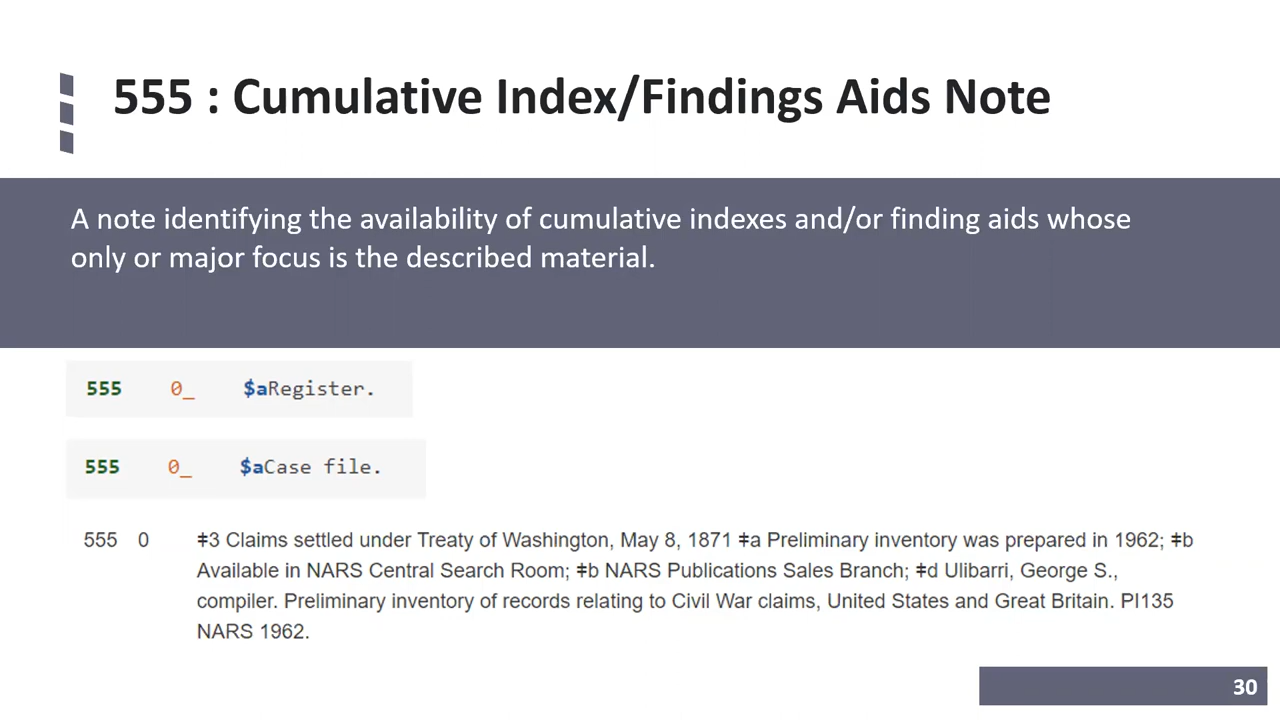 555 : Cumulative Index/Findings Aids Note
A note identifying the availability of cumulative indexes and/or finding aids whose
only or major focus is the described material.
555 0_ $aRegister.
555 0_ $aCase file.
555 0 ǂ3 Claims settled under Treaty of Washington, May 8, 1871 ǂa Preliminary inventory was prepared in 1962; ǂb
Available in NARS Central Search Room; ǂb NARS Publications Sales Branch; ǂd Ulibarri, George S.,
compiler. Preliminary inventory of records relating to Civil War claims, United States and Great Britain. PI135
NARS 1962.
30